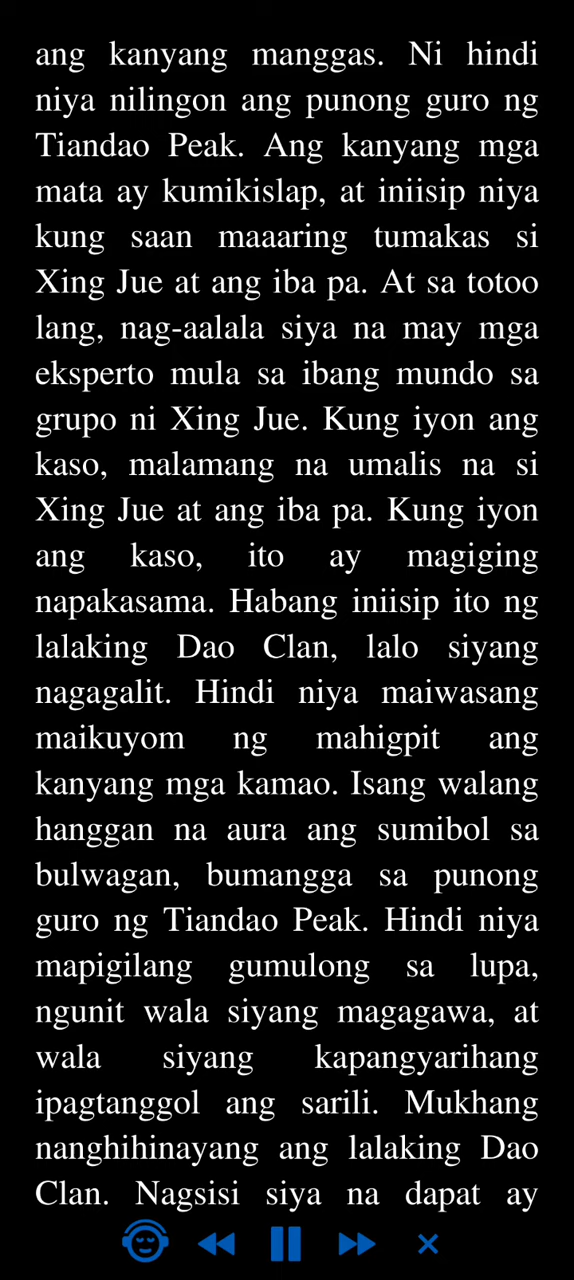 ang kanyang manggas. Ni hindi
niya nilingon ang punong guro ng
Tiandao Peak. Ang kanyang mga
mata ay kumikislap, at iniisip niya
kung saan maaaring tumakas si
Xing Jue at ang iba pa. At sa totoo
lang, nag-aalala siya na may mga
eksperto mula sa ibang mundo sa
grupo ni Xing Jue. Kung iyon ang
kaso, malamang na umalis na si
Xing Jue at ang iba pa. Kung iyon
ang kaso, ito ay magiging
napakasama. Habang iniisip ito ng
lalaking Dao Clan, lalo siyang
nagagalit. Hindi niya maiwasang
maikuyom ng mahigpit ang
kanyang mga kamao. Isang walang
hanggan na aura ang sumibol sa
bulwagan, bumangga sa punong
guro ng Tiandao Peak. Hindi niya
mapigilang gumulong sa lupa,
ngunit wala siyang magagawa, at
wala siyang kapangyarihang
ipagtanggol ang sarili. Mukhang
nanghihinayang ang lalaking Dao
Clan. Nagsisi siya na dapat ay